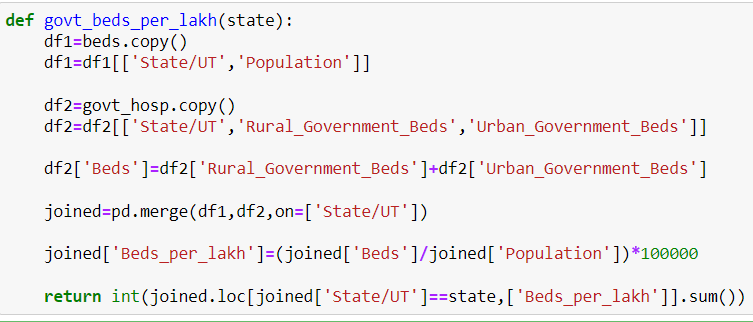 def govt_beds_per_lakh(state):
    df1=beds.copy()
    df1=df1[['State/UT','Population']]

    df2=govt_hosp.copy()
    df2=df2[['State/UT','Rural_Government_Beds','Urban_Government_Beds']]

    df2['Beds']=df2['Rural_Government_Beds']+df2['Urban_Government_Beds']

    joined=pd.merge(df1,df2,on=['State/UT'])

    joined['Beds_per_lakh']=(joined['Beds']/joined['Population'])*100000

    return int(joined.loc[joined['State/UT']==state,['Beds_per_lakh']].sum())